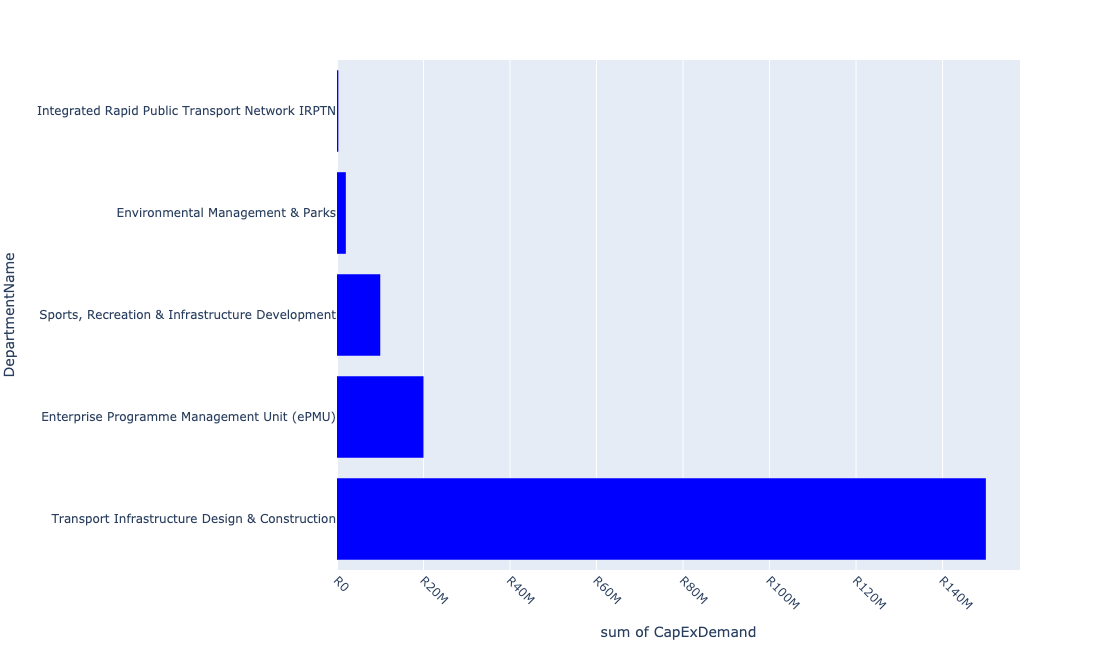 Integrated Rapid Public Transport Network IRPTN
Environmental Management & Parks
Sports, Recreation & Infrastructure Development
Enterprise Programme Management Unit (ePMU)
Transport Infrastructure Design & Construction
DepartmentName
R0
R20M
R40M
R60M
R80M
R100M
R120M
R140M
sum of CapExDemand